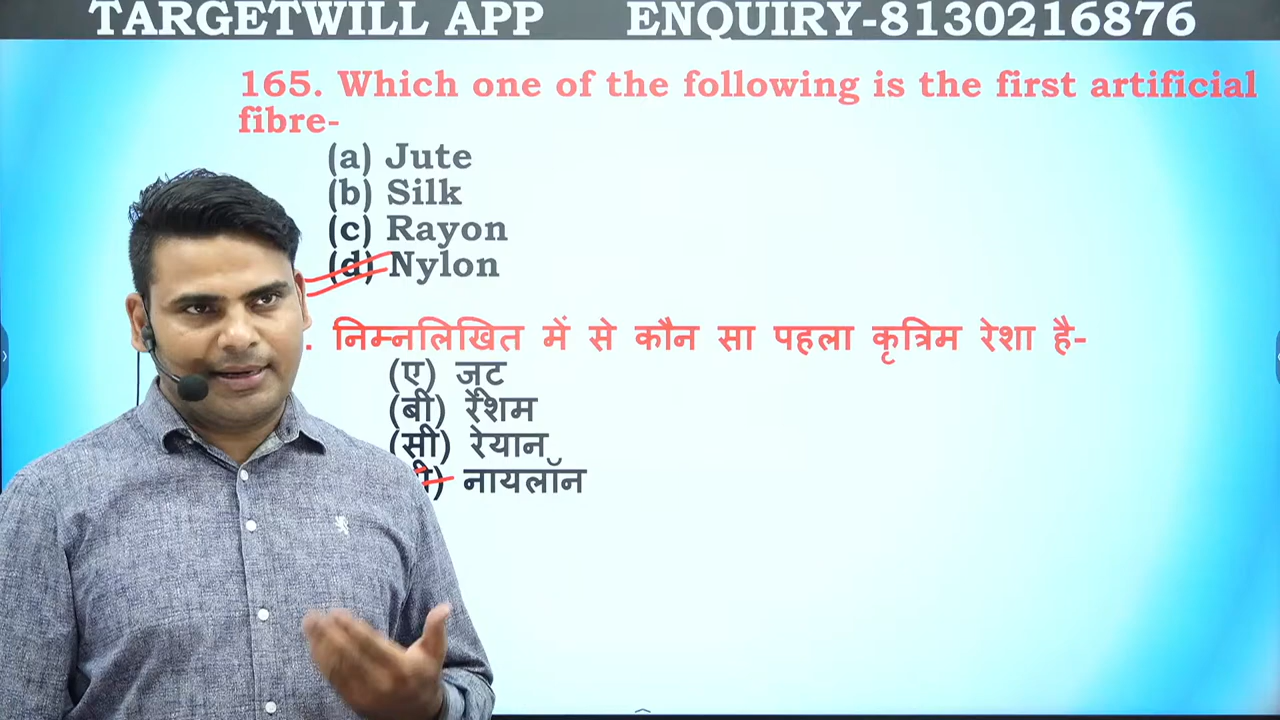 TARGETWILL APP ENQUIRY-8130216876
165. Which one of the following is the first artificial
fibre-
(a) Jute
(b) Silk
(c) Rayon
(d) Nylon
. निम्नलिखित में से कौन सा पहला कृत्रिम रेशा है-
(ए) जूट
(बी) रेशम
(सी) रेयान
नायलॉन